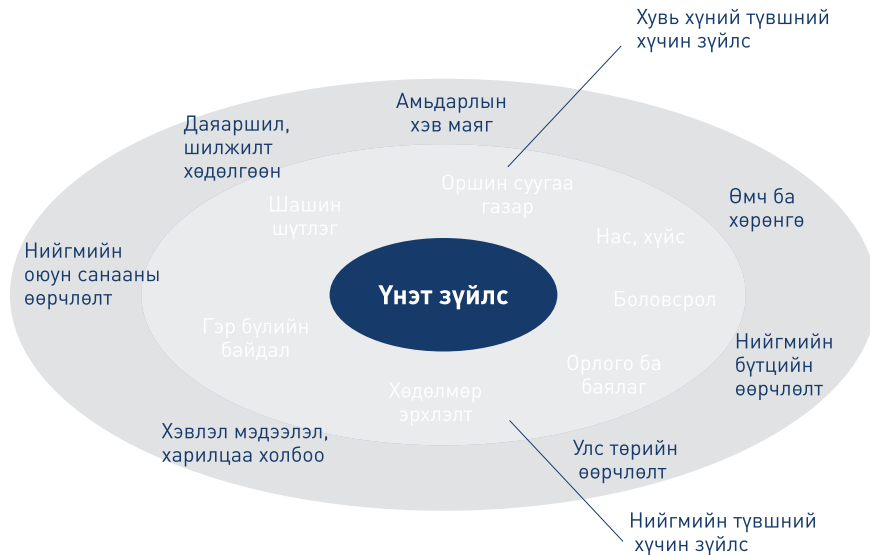 Хувь хүний түвшний
хүчин зүйлс
Амьдарлын
хэв маяг
Даяаршил,
шилжилт
хөдөлгөөн
Оршин суугаа
газар
Шашин
шүтлэг
Өмч ба
хөрөнгө
Нас, хүйс
Нийгмийн
оюун санааны
өөрчлөлт
Үнэт зүйлс
Боловсрол
Гэр бүлийн
байдал
Нийгмийн
бүтцийн
өөрчлөлт
Орлого ба
баялаг
Хөдөлмөр
эрхлэлт
Хэвлэл мэдээлэл,
харилцаа холбоо
Улс төрийн
өөрчлөлт
Нийгмийн түвшний
хүчин зүйлс